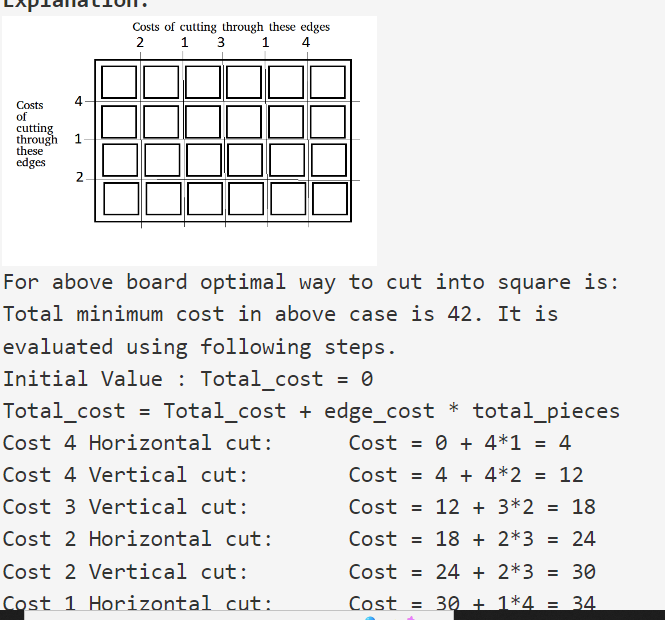 Explanation:
Costs of cutting through these edges
2 1 3 1 4
Costs
of
cutting
through
these
edges
4
1
2
For above board optimal way to cut into square is:
Total minimum cost in above case is 42. It is
evaluated using following steps.
Initial Value : Total_cost = 0
Total_cost = Total_cost + edge_cost * total_pieces
Cost 4 Horizontal cut: Cost = 0 + 4*1 = 4
Cost 4 Vertical cut: Cost = 4 + 4*2 = 12
Cost 3 Vertical cut: Cost = 12 + 3*2 = 18
Cost 2 Horizontal cut: Cost = 18 + 2*3 = 24
Cost 2 Vertical cut: Cost = 24 + 2*3 = 30
Cost 1 Horizontal cut: Cost = 30 + 1*4 = 34